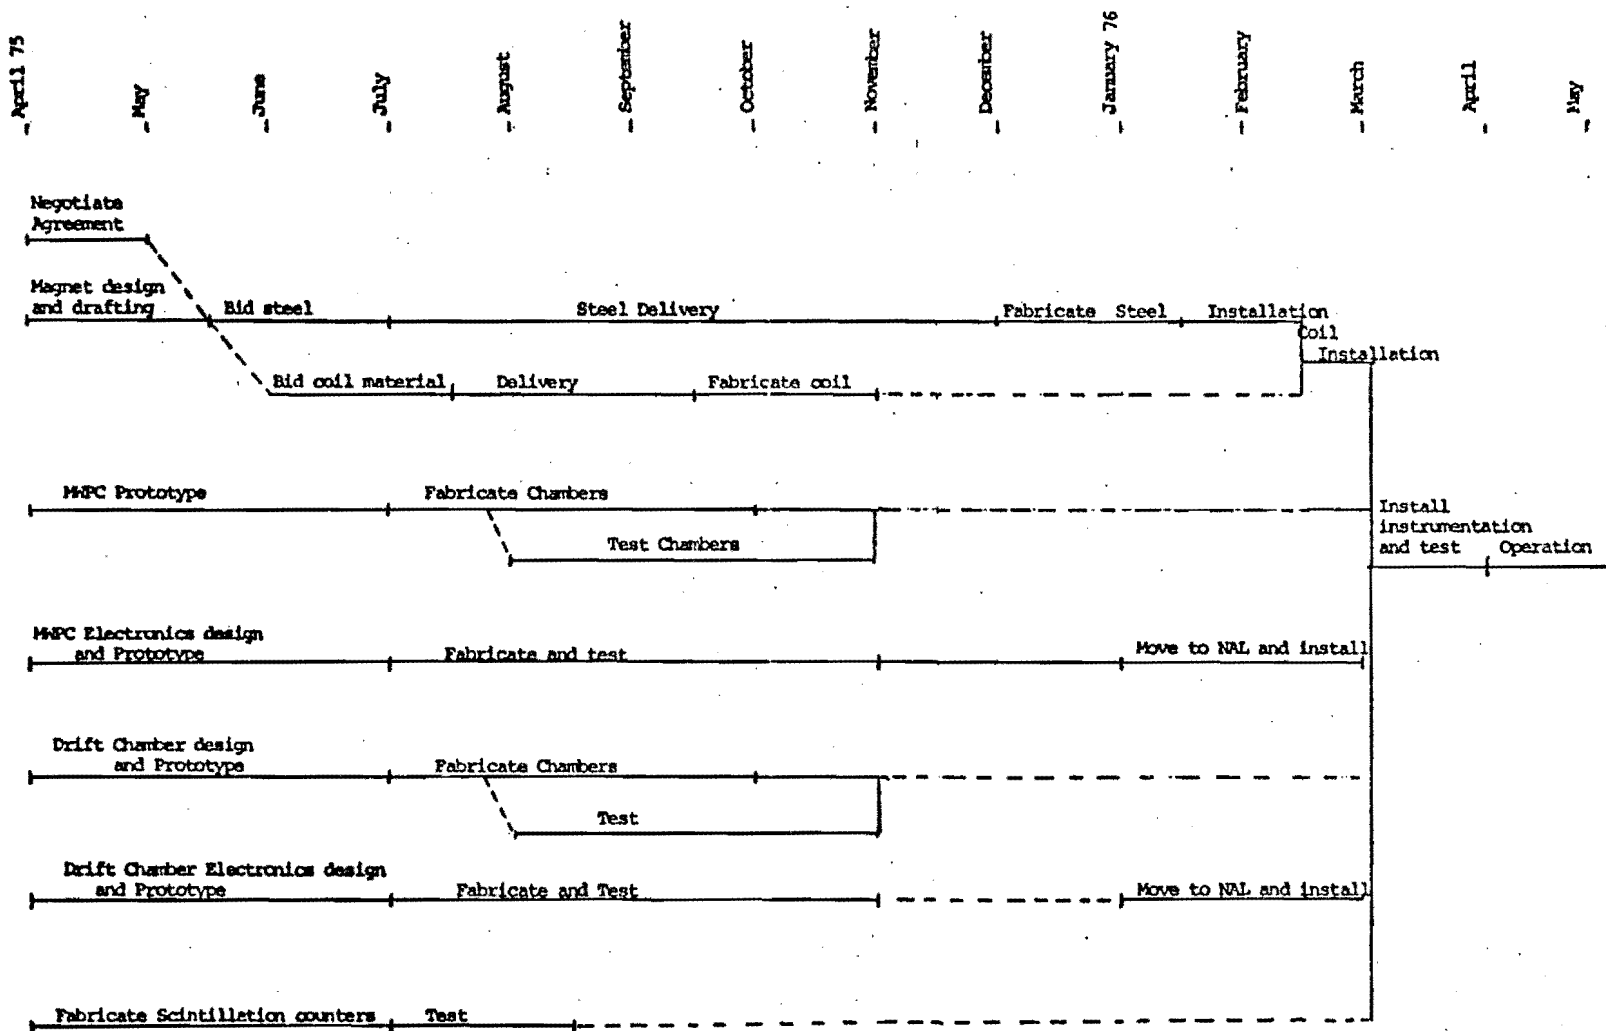 April 75
May
June
July
August
September
October
November
December
January 76
February
March
April
May
Negotiate
Agreement
Magnet design
and drafting
Bid steel
Steel Delivery
Fabricate Steel
Installation
Coil
Installation
Bid coil material
Delivery
Fabricate coil
MWPC Prototype
Fabricate Chambers
Test Chambers
Install
instrumentation
and test
Operation
MWPC Electronics design
and Prototype
Fabricate and test
Move to NAL and install
Drift Chamber design
and Prototype
Fabricate Chambers
Test
Drift Chamber Electronics design
and Prototype
Fabricate and Test
Move to NAL and install
Fabricate Scintilletion counters
Test